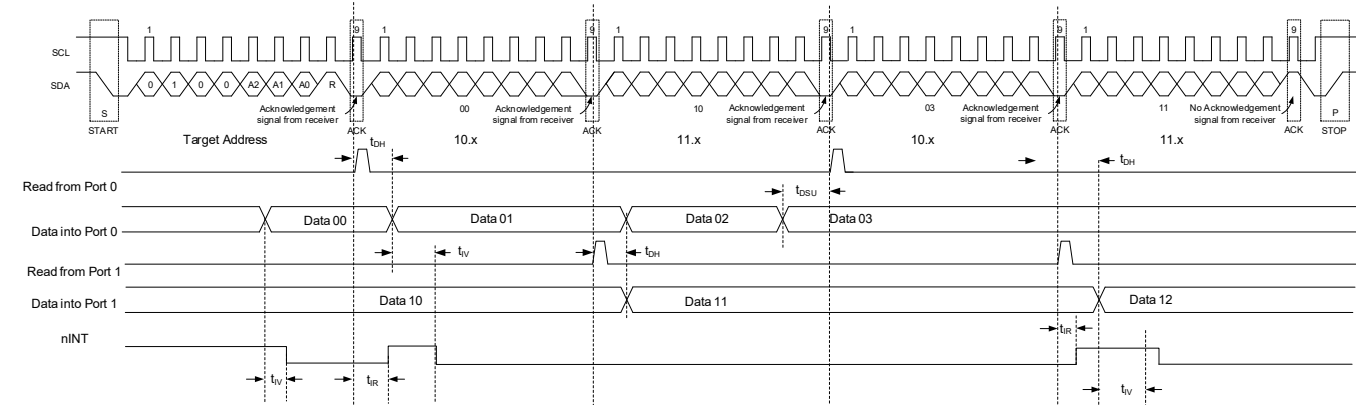 1 9 1 9 1 9 1 9 1 9
SCL
SDA
0 1 0 0 A2 A1 A0 R
00 10 03 11
Acknowledgement
signal from receiver
Acknowledgement
signal from receiver
Acknowledgement
signal from receiver
Acknowledgement
signal from receiver
No Acknowledgement
signal from receiver
S P
START ACK ACK ACK ACK ACK STOP
Target Address 10.x 11.x 10.x 11.x
tDH tDH
Read from Port 0
tDSU
Data 00 Data 01 Data 02 Data 03
Data into Port 0
tIV tDH
Read from Port 1
Data into Port 1 Data 10 Data 11 Data 12
nINT
tIR
tIV tIR tIV